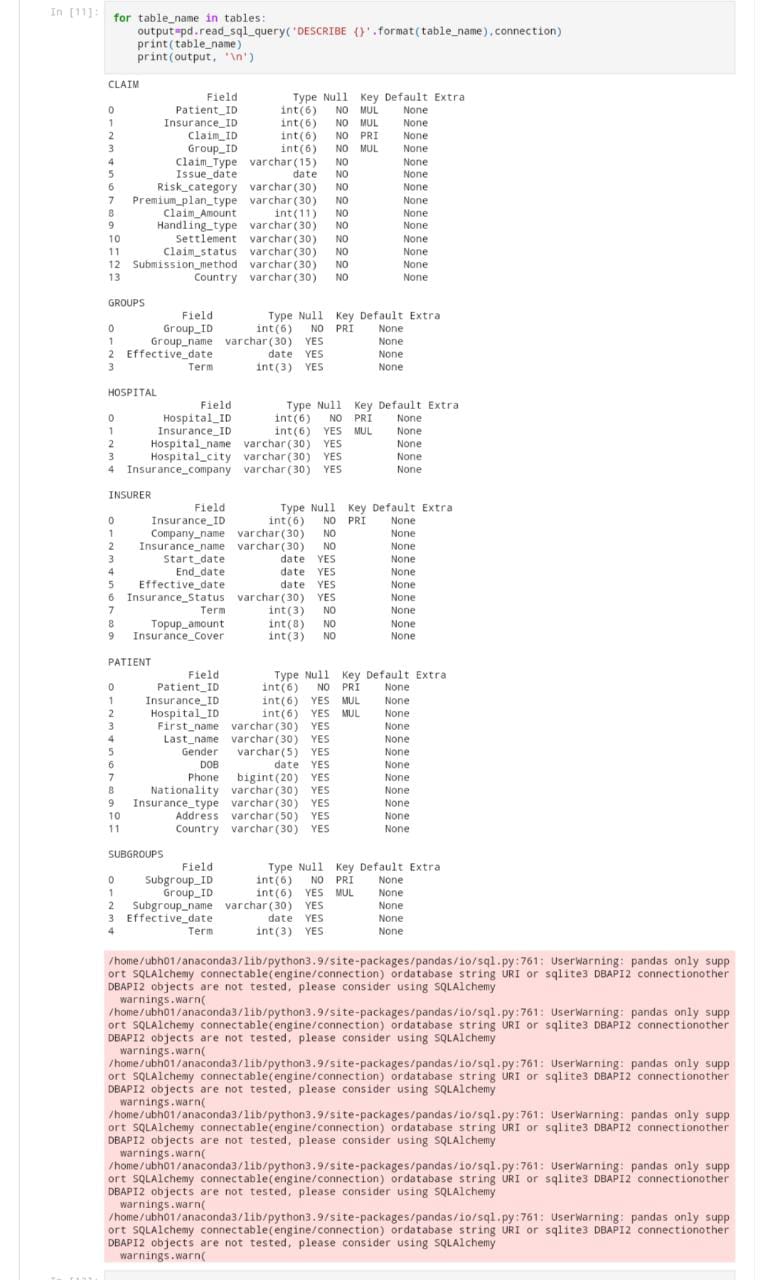 In [11]:
for table_name in tables:
    output=pd.read_sql_query('DESCRIBE {}'.format(table_name),connection)
    print(table_name)
    print(output, '\n')
CLAIM
Field Type Null Key Default Extra
0 Patient_ID int(6) NO MUL None
1 Insurance_ID int(6) NO MUL None
2 Claim_ID int(6) NO PRI None
3 Group_ID int(6) NO MUL None
4 Claim_Type varchar(15) NO None
5 Issue_date date NO None
6 Risk_category varchar(30) NO None
7 Premium_plan_type varchar(30) NO None
8 Claim_Amount int(11) NO None
9 Handling_type varchar(30) NO None
10 Settlement varchar(30) NO None
11 Claim_status varchar(30) NO None
12 Submission_method varchar(30) NO None
13 Country varchar(30) NO None
GROUPS
Field Type Null Key Default Extra
0 Group_ID int(6) NO PRI None
1 Group_name varchar(30) YES None
2 Effective_date date YES None
3 Term int(3) YES None
HOSPITAL
Field Type Null Key Default Extra
0 Hospital_ID int(6) NO PRI None
1 Insurance_ID int(6) YES MUL None
2 Hospital_name varchar(30) YES None
3 Hospital_city varchar(30) YES None
4 Insurance_company varchar(30) YES None
INSURER
Field Type Null Key Default Extra
0 Insurance_ID int(6) NO PRI None
1 Company_name varchar(30) NO None
2 Insurance_name varchar(30) NO None
3 Start_date date YES None
4 End_date date YES None
5 Effective_date date YES None
6 Insurance_Status varchar(30) YES None
7 Term int(3) NO None
8 Topup_amount int(8) NO None
9 Insurance_Cover int(3) NO None
PATIENT
Field Type Null Key Default Extra
0 Patient_ID int(6) NO PRI None
1 Insurance_ID int(6) YES MUL None
2 Hospital_ID int(6) YES MUL None
3 First_name varchar(30) YES None
4 Last_name varchar(30) YES None
5 Gender varchar(5) YES None
6 DOB date YES None
7 Phone bigint(20) YES None
8 Nationality varchar(30) YES None
9 Insurance_type varchar(30) YES None
10 Address varchar(50) YES None
11 Country varchar(30) YES None
SUBGROUPS
Field Type Null Key Default Extra
0 Subgroup_ID int(6) NO PRI None
1 Group_ID int(6) YES MUL None
2 Subgroup_name varchar(30) YES None
3 Effective_date date YES None
4 Term int(3) YES None
/home/ubh01/anaconda3/lib/python3.9/site-packages/pandas/io/sql.py:761: UserWarning: pandas only supp
ort SQLAlchemy connectable(engine/connection) ordatabase string URI or sqlite3 DBAPI2 connectionother
DBAPI2 objects are not tested, please consider using SQLAlchemy
  warnings.warn(
/home/ubh01/anaconda3/lib/python3.9/site-packages/pandas/io/sql.py:761: UserWarning: pandas only supp
ort SQLAlchemy connectable(engine/connection) ordatabase string URI or sqlite3 DBAPI2 connectionother
DBAPI2 objects are not tested, please consider using SQLAlchemy
  warnings.warn(
/home/ubh01/anaconda3/lib/python3.9/site-packages/pandas/io/sql.py:761: UserWarning: pandas only supp
ort SQLAlchemy connectable(engine/connection) ordatabase string URI or sqlite3 DBAPI2 connectionother
DBAPI2 objects are not tested, please consider using SQLAlchemy
  warnings.warn(
/home/ubh01/anaconda3/lib/python3.9/site-packages/pandas/io/sql.py:761: UserWarning: pandas only supp
ort SQLAlchemy connectable(engine/connection) ordatabase string URI or sqlite3 DBAPI2 connectionother
DBAPI2 objects are not tested, please consider using SQLAlchemy
  warnings.warn(
/home/ubh01/anaconda3/lib/python3.9/site-packages/pandas/io/sql.py:761: UserWarning: pandas only supp
ort SQLAlchemy connectable(engine/connection) ordatabase string URI or sqlite3 DBAPI2 connectionother
DBAPI2 objects are not tested, please consider using SQLAlchemy
  warnings.warn(
/home/ubh01/anaconda3/lib/python3.9/site-packages/pandas/io/sql.py:761: UserWarning: pandas only supp
ort SQLAlchemy connectable(engine/connection) ordatabase string URI or sqlite3 DBAPI2 connectionother
DBAPI2 objects are not tested, please consider using SQLAlchemy
  warnings.warn(